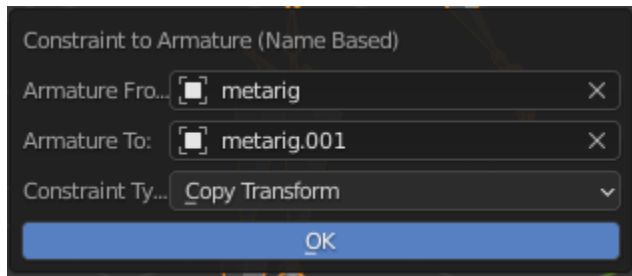 Constraint to Armature (Name Based)
Armature Fro... metarig
Armature To: metarig.001
Constraint Ty... Copy Transform
OK